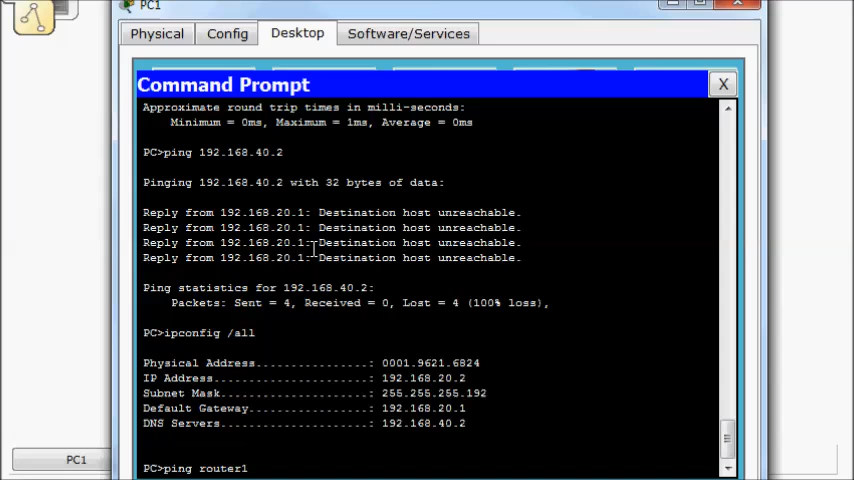 PC1
Physical Config Desktop Software/Services
Command Prompt X
Approximate round trip times in milli-seconds:
Minimum = 0ms, Maximum = 1ms, Average = 0ms
PC>ping 192.168.40.2
Pinging 192.168.40.2 with 32 bytes of data:
Reply from 192.168.20.1: Destination host unreachable.
Reply from 192.168.20.1: Destination host unreachable.
Reply from 192.168.20.1: Destination host unreachable.
Reply from 192.168.20.1: Destination host unreachable.
Ping statistics for 192.168.40.2:
Packets: Sent = 4, Received = 0, Lost = 4 (100% loss),
PC>ipconfig /all
Physical Address................: 0001.9621.6824
IP Address......................: 192.168.20.2
Subnet Mask.....................: 255.255.255.192
Default Gateway.................: 192.168.20.1
DNS Servers.....................: 192.168.40.2
PC>ping router1
PC1